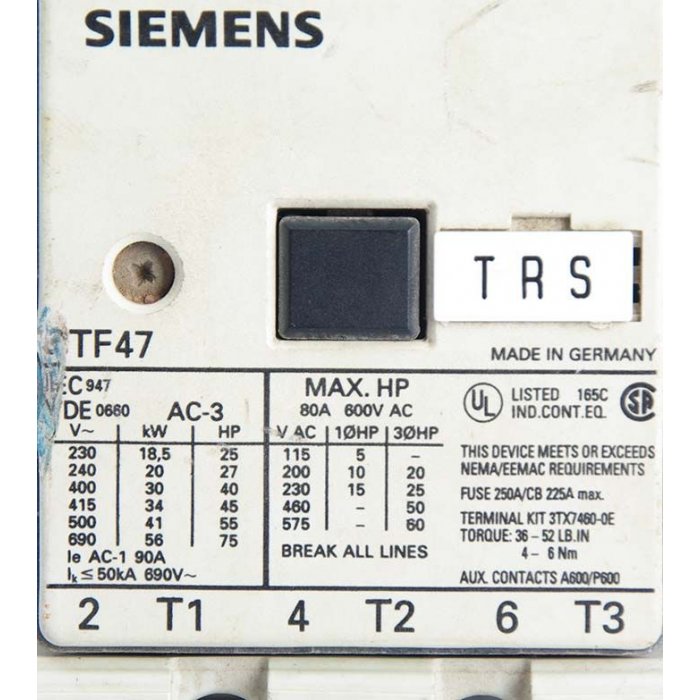 SIEMENS
TRS
TF47
MADE IN GERMANY
EC 947
DE 0660 AC-3
V~ kW HP
230 18,5 25
240 20 27
400 30 40
415 34 45
500 41 55
690 56 75
Ie AC-1 90A
Ik ≤ 50kA 690V~
MAX. HP
80A 600V AC
V AC 1ØHP 3ØHP
115 5 –
200 10 20
230 15 25
460 – 50
575 – 60
BREAK ALL LINES
UL LISTED 165C
IND.CONT.EQ.
THIS DEVICE MEETS OR EXCEEDS
NEMA/EEMAC REQUIREMENTS
FUSE 250A/CB 225A max.
TERMINAL KIT 3TX7460-0E
TORQUE: 36 – 52 LB.IN
4 – 6 Nm
AUX. CONTACTS A600/P600
2 T1 4 T2 6 T3